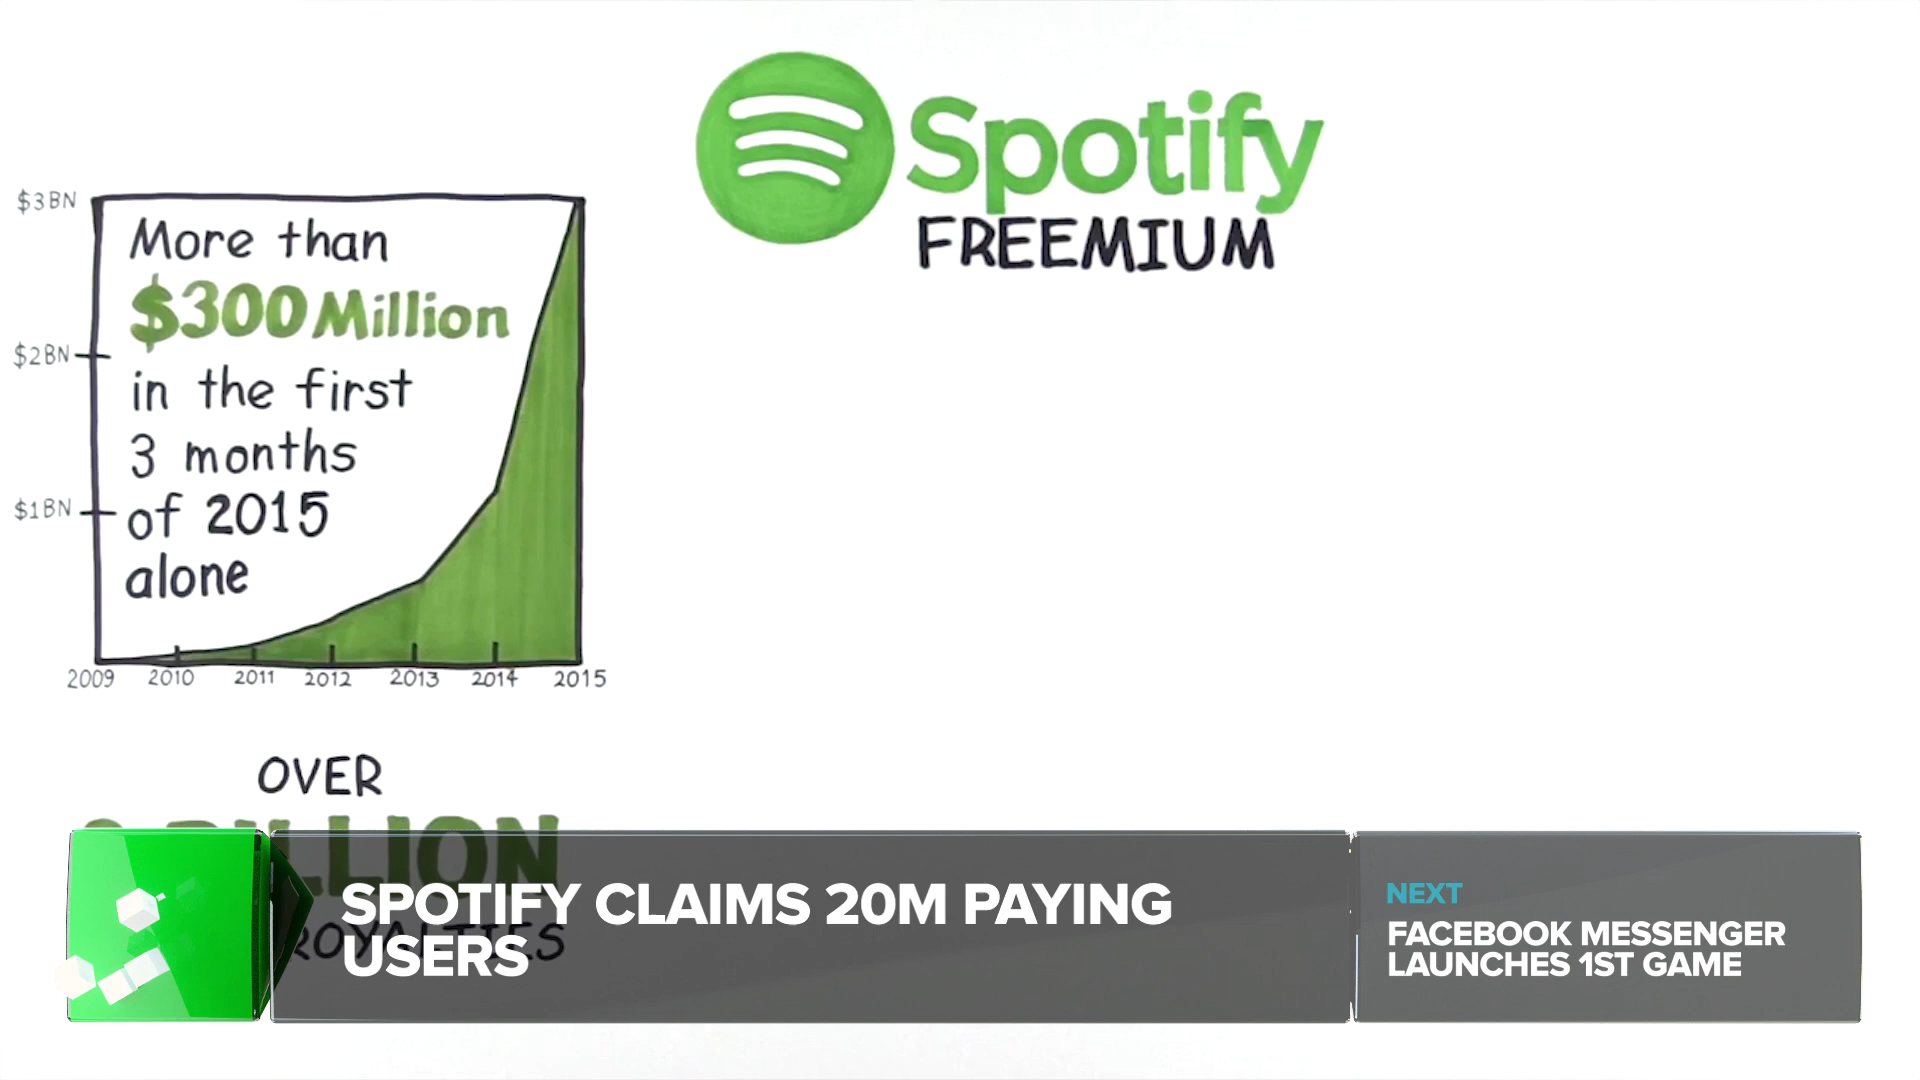 Spotify
FREEMIUM
$3BN
More than
$300 Million
in the first
$2BN
3 months
of 2015
$1BN
alone
2009 2010 2011 2012 2013 2014 2015
OVER
ROYALTIES
SPOTIFY CLAIMS 20M PAYING
USERS
NEXT
FACEBOOK MESSENGER
LAUNCHES 1ST GAME